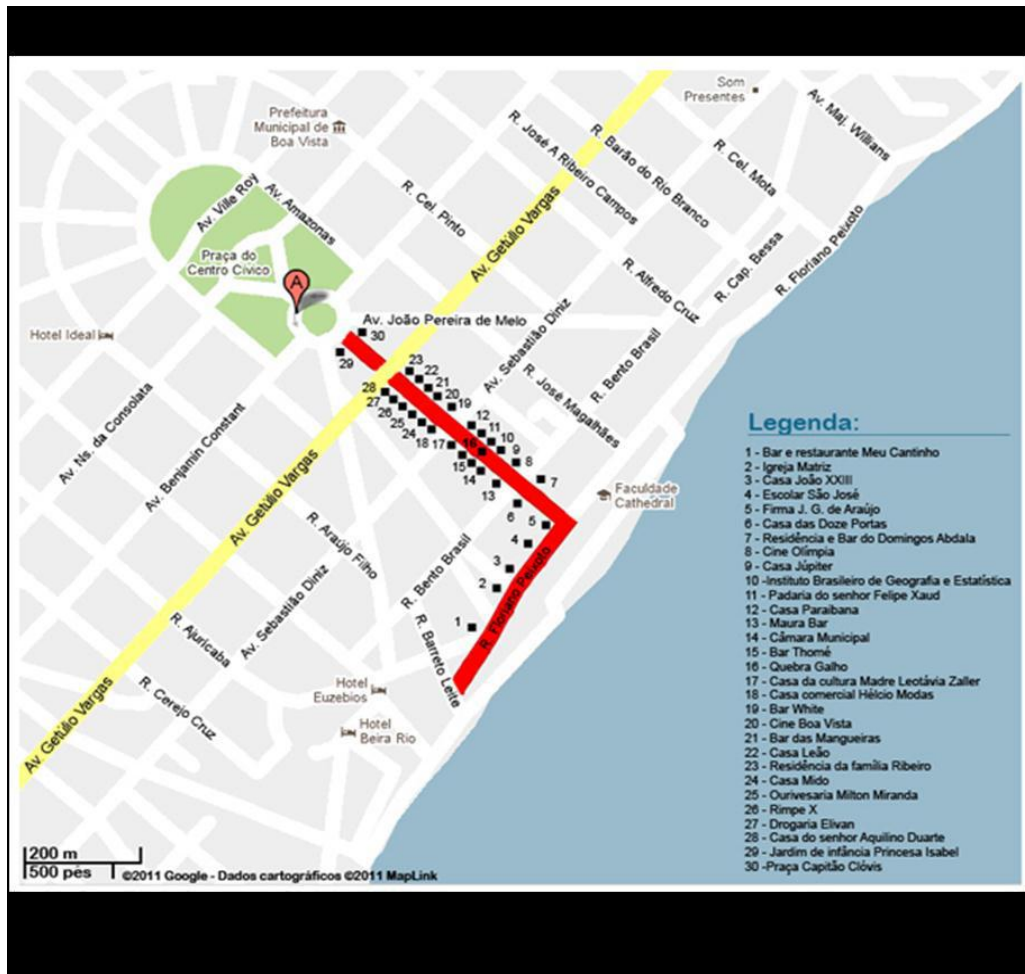 Som
Presentes
Av. Maj. Willians
Prefeitura
Municipal de
Boa Vista
R. José A Ribeiro Campos
R. Barão do Rio Branco
R. Cel. Mota
Av. Ville Roy
Av. Amazonas
R. Cel. Pinto
Av. Getúlio Vargas
Praça do
Centro Cívico
R. Alfredo Cruz
R. Cap. Bessa
R. Floriano Peixoto
A
Hotel Ideal
Av. João Pereira de Melo
30
29
Av. Sebastião Diniz
R. Bento Brasil
R. José Magalhães
23
22
21
20
19
28
27
26
25
24
18
17
16
12
11
10
9
8
7
15
14
13
6
5
4
3
2
1
Av. Ns. da Consolata
Av. Benjamin Constant
Av. Getúlio Vargas
R. Araújo Filho
Faculdade
Cathedral
R. Bento Brasil
R. Floriano Peixoto
R. Barreto Leite
Av. Sebastião Diniz
R. Ajuricaba
R. Cerejo Cruz
Hotel
Euzebios
Hotel
Beira Rio
Av. Getúlio Vargas
Legenda:
1 - Bar e restaurante Meu Cantinho
2 - Igreja Matriz
3 - Casa João XXIII
4 - Escolar São José
5 - Firma J. G. de Araújo
6 - Casa das Doze Portas
7 - Residência e Bar do Domingos Abdala
8 - Cine Olímpia
9 - Casa Júpiter
10 -Instituto Brasileiro de Geografia e Estatística
11 - Padaria do senhor Felipe Xaud
12 - Casa Paraibana
13 - Maura Bar
14 - Câmara Municipal
15 - Bar Thomé
16 - Quebra Galho
17 - Casa da cultura Madre Leotávia Zaller
18 - Casa comercial Hélcio Modas
19 - Bar White
20 - Cine Boa Vista
21 - Bar das Mangueiras
22 - Casa Leão
23 - Residência da família Ribeiro
24 - Casa Mido
25 - Ourivesaria Milton Miranda
26 - Rimpe X
27 - Drogaria Elivan
28 - Casa do senhor Aquilino Duarte
29 - Jardim de infância Princesa Isabel
30 -Praça Capitão Clóvis
200 m
500 pés
©2011 Google - Dados cartográficos ©2011 MapLink